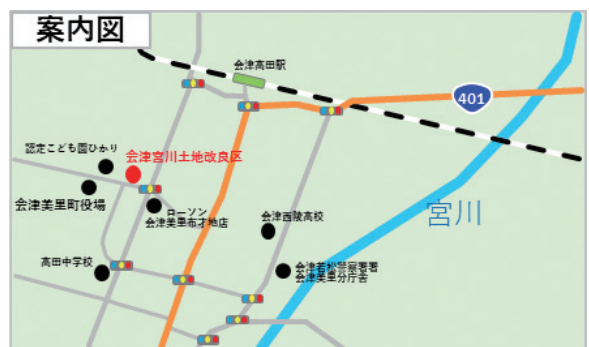 案内図
会津高田駅
401
認定こども園ひかり
会津宮川土地改良区
会津美里町役場
ローソン
会津美里布才地店
会津西陵高校
宮川
高田中学校
会津若松警察署署
会津美里分庁舎